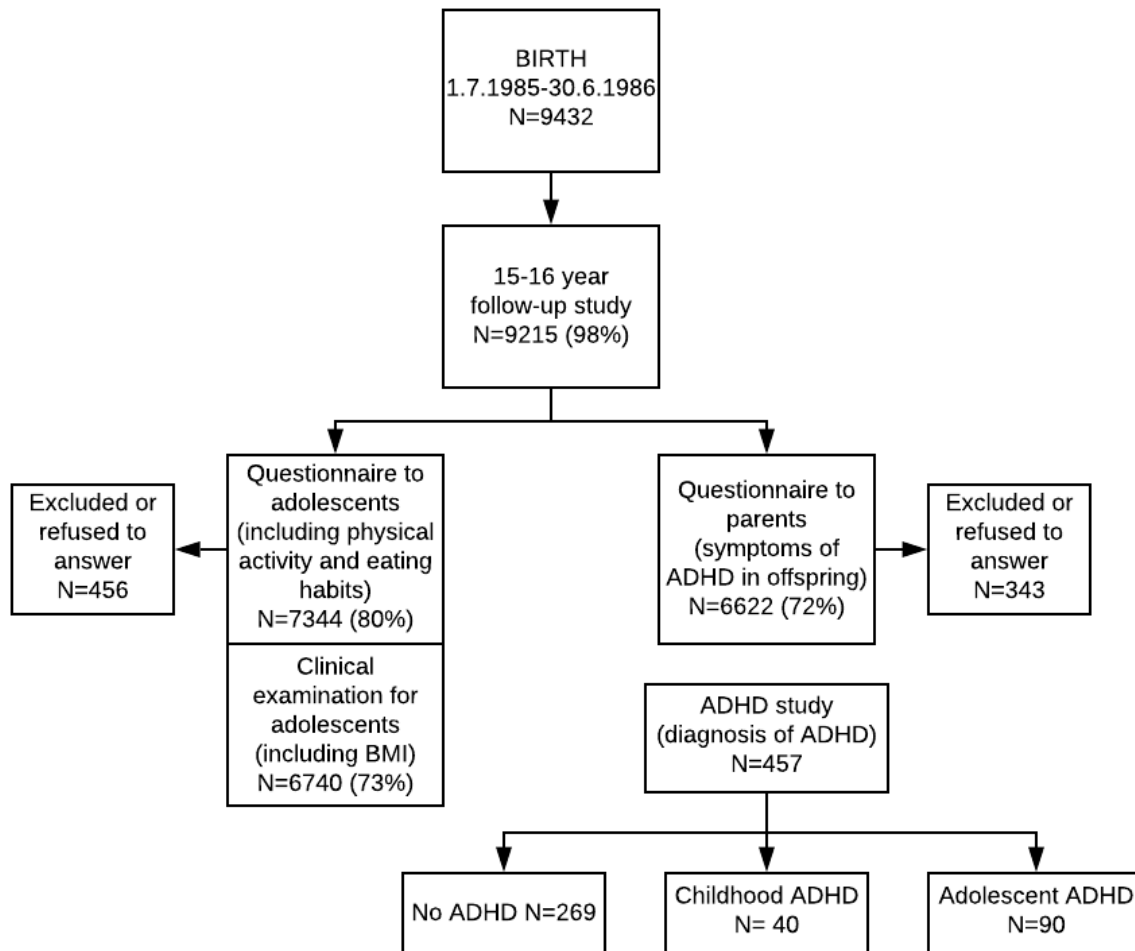 BIRTH
1.7.1985-30.6.1986
N=9432
15-16 year
follow-up study
N=9215 (98%)
Excluded or
refused to
answer
N=456
Questionnaire to
adolescents
(including physical
activity and eating
habits)
N=7344 (80%)
Clinical
examination for
adolescents
(including BMI)
N=6740 (73%)
Questionnaire to
parents
(symptoms of
ADHD in offspring)
N=6622 (72%)
Excluded or
refused to
answer
N=343
ADHD study
(diagnosis of ADHD)
N=457
No ADHD N=269
Childhood ADHD
N= 40
Adolescent ADHD
N=90